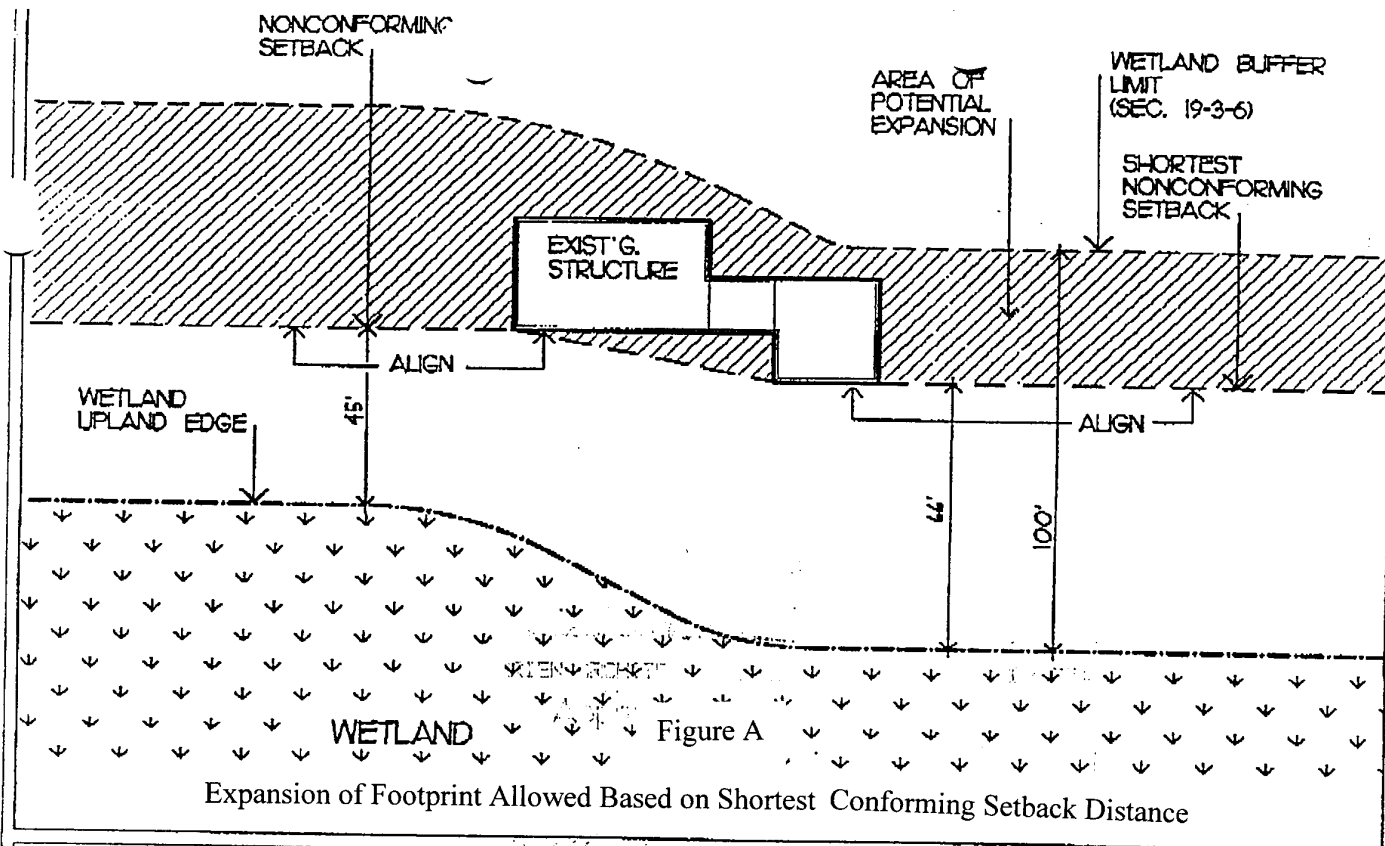 NONCONFORMING
SETBACK
AREA OF
POTENTIAL
EXPANSION
WETLAND BUFFER
LIMIT
(SEC. 19-3-6)
SHORTEST
NONCONFORMING
SETBACK
EXIST'G.
STRUCTURE
ALIGN
ALIGN
WETLAND
UPLAND EDGE
45'
66'
100'
WETLAND
Figure A
Expansion of Footprint Allowed Based on Shortest Conforming Setback Distance